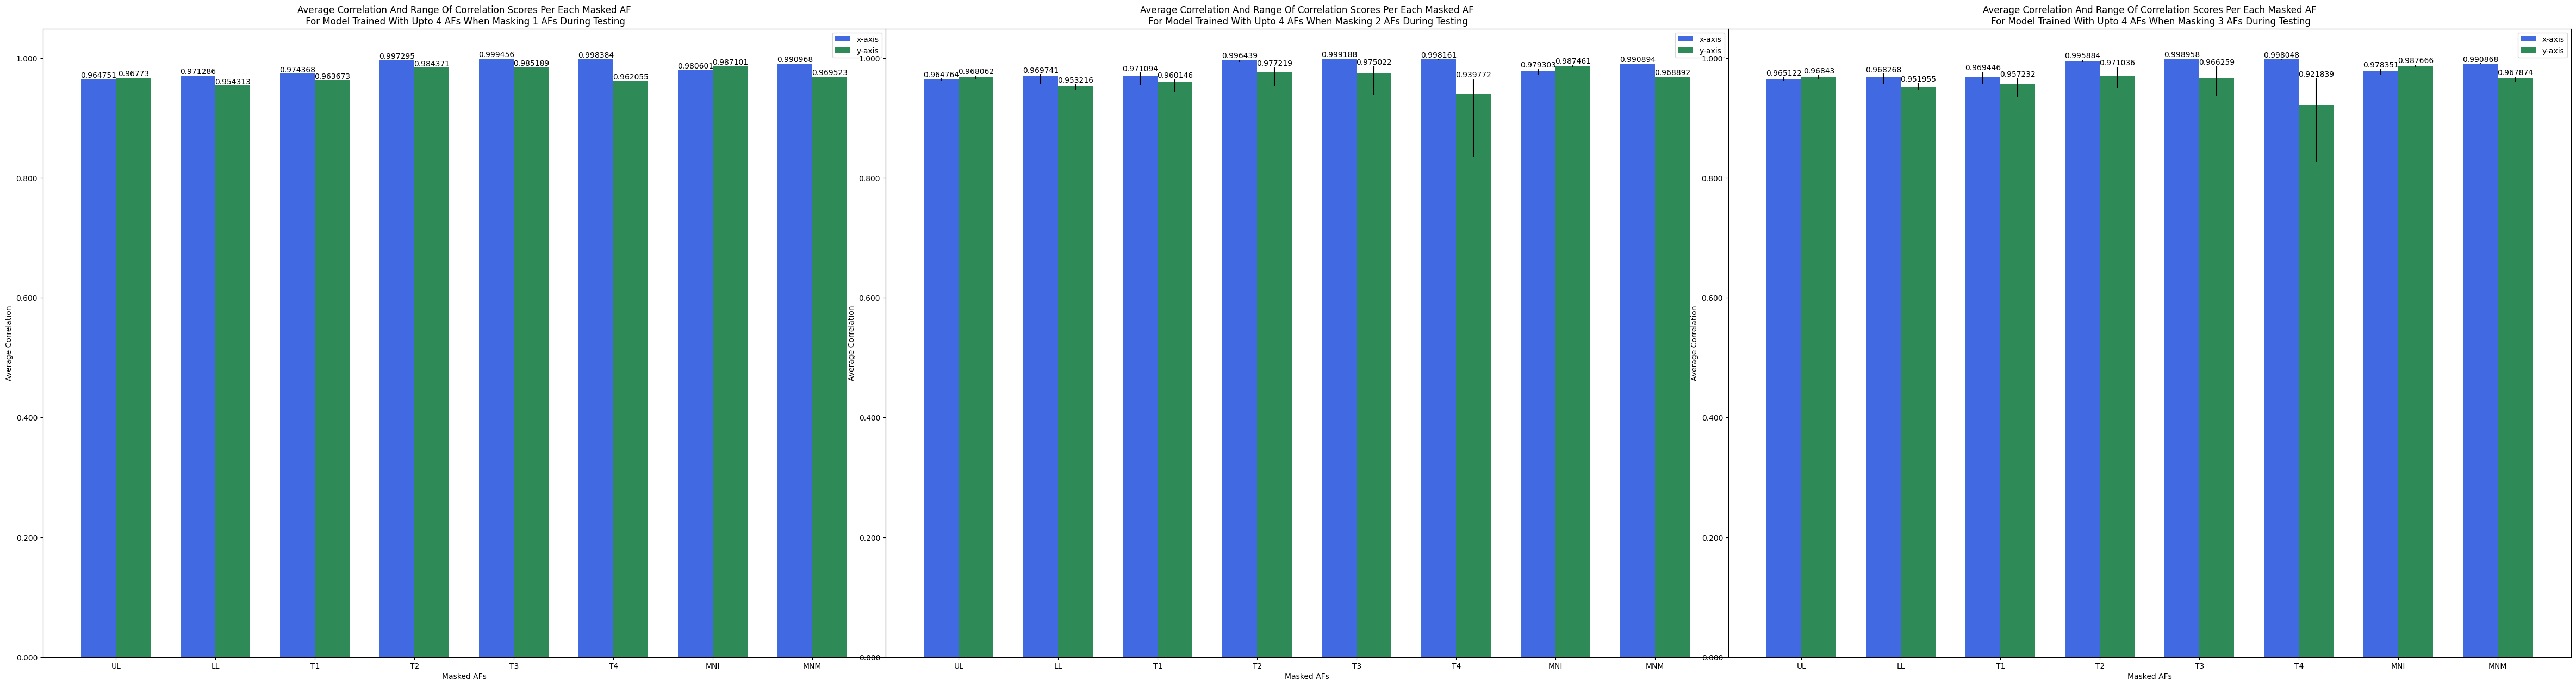 Average Correlation And Range Of Correlation Scores Per Each Masked AF
For Model Trained With Upto 4 AFs When Masking 1 AFs During Testing
x-axis
y-axis
1.000
0.800
0.600
0.400
0.200
0.000
Average Correlation
0.964751 0.96773 0.971286 0.954313 0.974368 0.963673 0.997295 0.984371 0.999456 0.985189 0.998384 0.962055 0.980601 0.987101 0.990968 0.969523
UL LL T1 T2 T3 T4 MNI MNM
Masked AFs
Average Correlation And Range Of Correlation Scores Per Each Masked AF
For Model Trained With Upto 4 AFs When Masking 2 AFs During Testing
x-axis
y-axis
1.000
0.800
0.600
0.400
0.200
0.000
Average Correlation
0.964764 0.968062 0.969741 0.953216 0.971094 0.960146 0.996439 0.977219 0.999188 0.975022 0.998161 0.939772 0.979303 0.987461 0.990894 0.968892
UL LL T1 T2 T3 T4 MNI MNM
Masked AFs
Average Correlation And Range Of Correlation Scores Per Each Masked AF
For Model Trained With Upto 4 AFs When Masking 3 AFs During Testing
x-axis
y-axis
1.000
0.800
0.600
0.400
0.200
0.000
Average Correlation
0.965122 0.96843 0.968268 0.951955 0.969446 0.957232 0.995884 0.971036 0.998958 0.966259 0.998048 0.921839 0.978351 0.987666 0.990868 0.967874
UL LL T1 T2 T3 T4 MNI MNM
Masked AFs